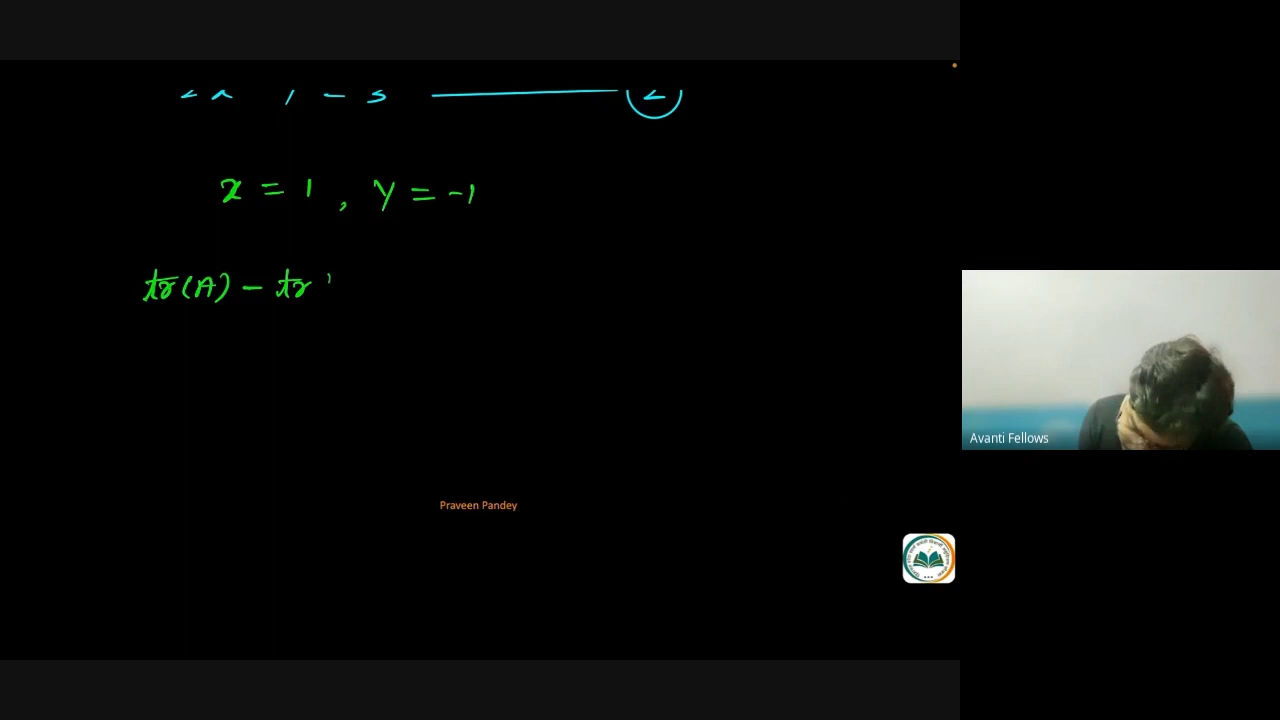 x = 1, y = -1
tr(A) - tr
Avanti Fellows
Praveen Pandey